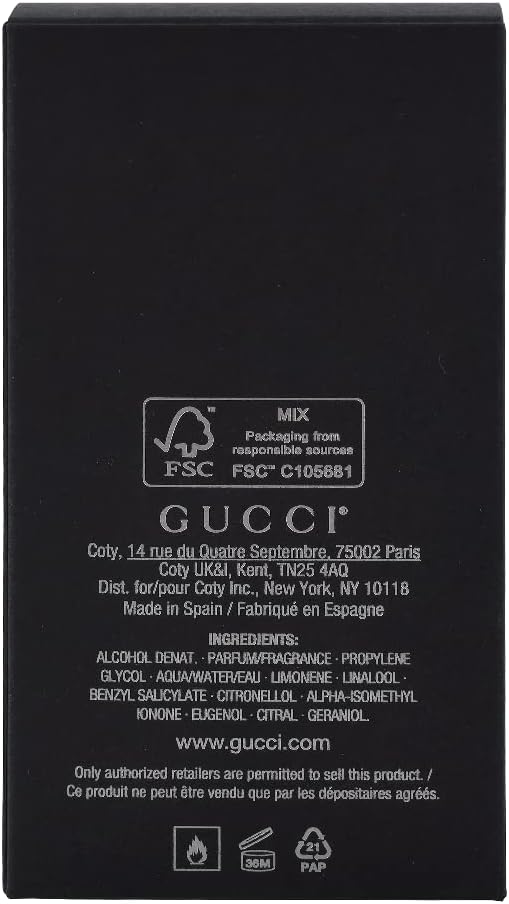 MIX
Packaging from
responsible sources
FSC™ C105681
™
FSC
GUCCI®
Coty, 14 rue du Quatre Septembre, 75002 Paris
Coty UK&I, Kent, TN25 4AQ
Dist. for/pour Coty Inc., New York, NY 10118
Made in Spain / Fabriqué en Espagne
INGREDIENTS:
ALCOHOL DENAT. · PARFUM/FRAGRANCE · PROPYLENE
GLYCOL · AQUA/WATER/EAU · LIMONENE · LINALOOL ·
BENZYL SALICYLATE · CITRONELLOL · ALPHA-ISOMETHYL
IONONE · EUGENOL · CITRAL · GERANIOL.
www.gucci.com
Only authorized retailers are permitted to sell this product. /
Ce produit ne peut être vendu que par les dépositaires agréés.
36M
21
PAP